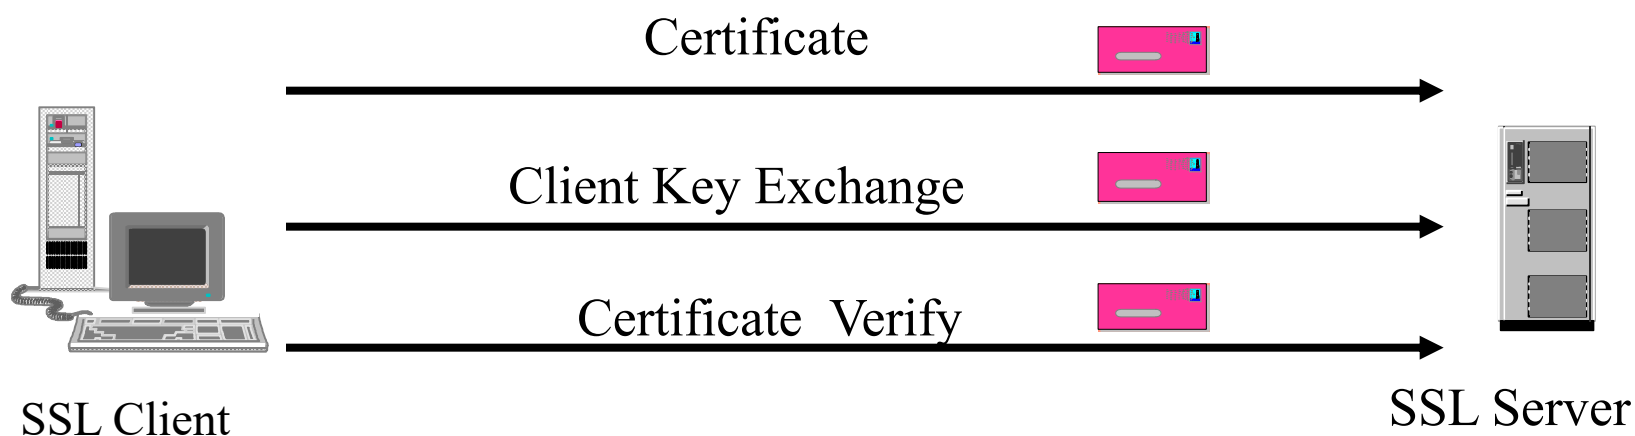 Certificate
Client Key Exchange
Certificate Verify
SSL Client
SSL Server